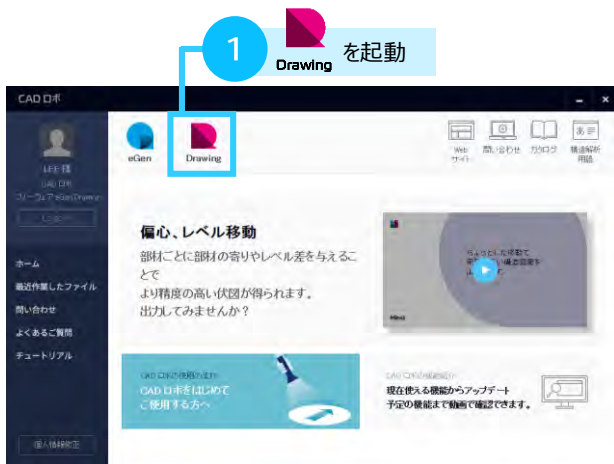 1
Drawing
を起動
CAD ロボ
eGen
Drawing
Web
サイト
問い合わせ
カタログ
構造解析
用語
LEE 様
CAD ロボ
ホーム
最近作業したファイル
問い合わせ
よくあるご質問
チュートリアル
個人情報修正
偏心、レベル移動
部材ごとに部材の寄りやレベル差を与えるこ
とで
より精度の高い伏図が得られます。
出力してみませんか？
CAD ロボをはじめて
ご使用する方へ
現在使える機能からアップデート
予定の機能まで動画で確認できます。